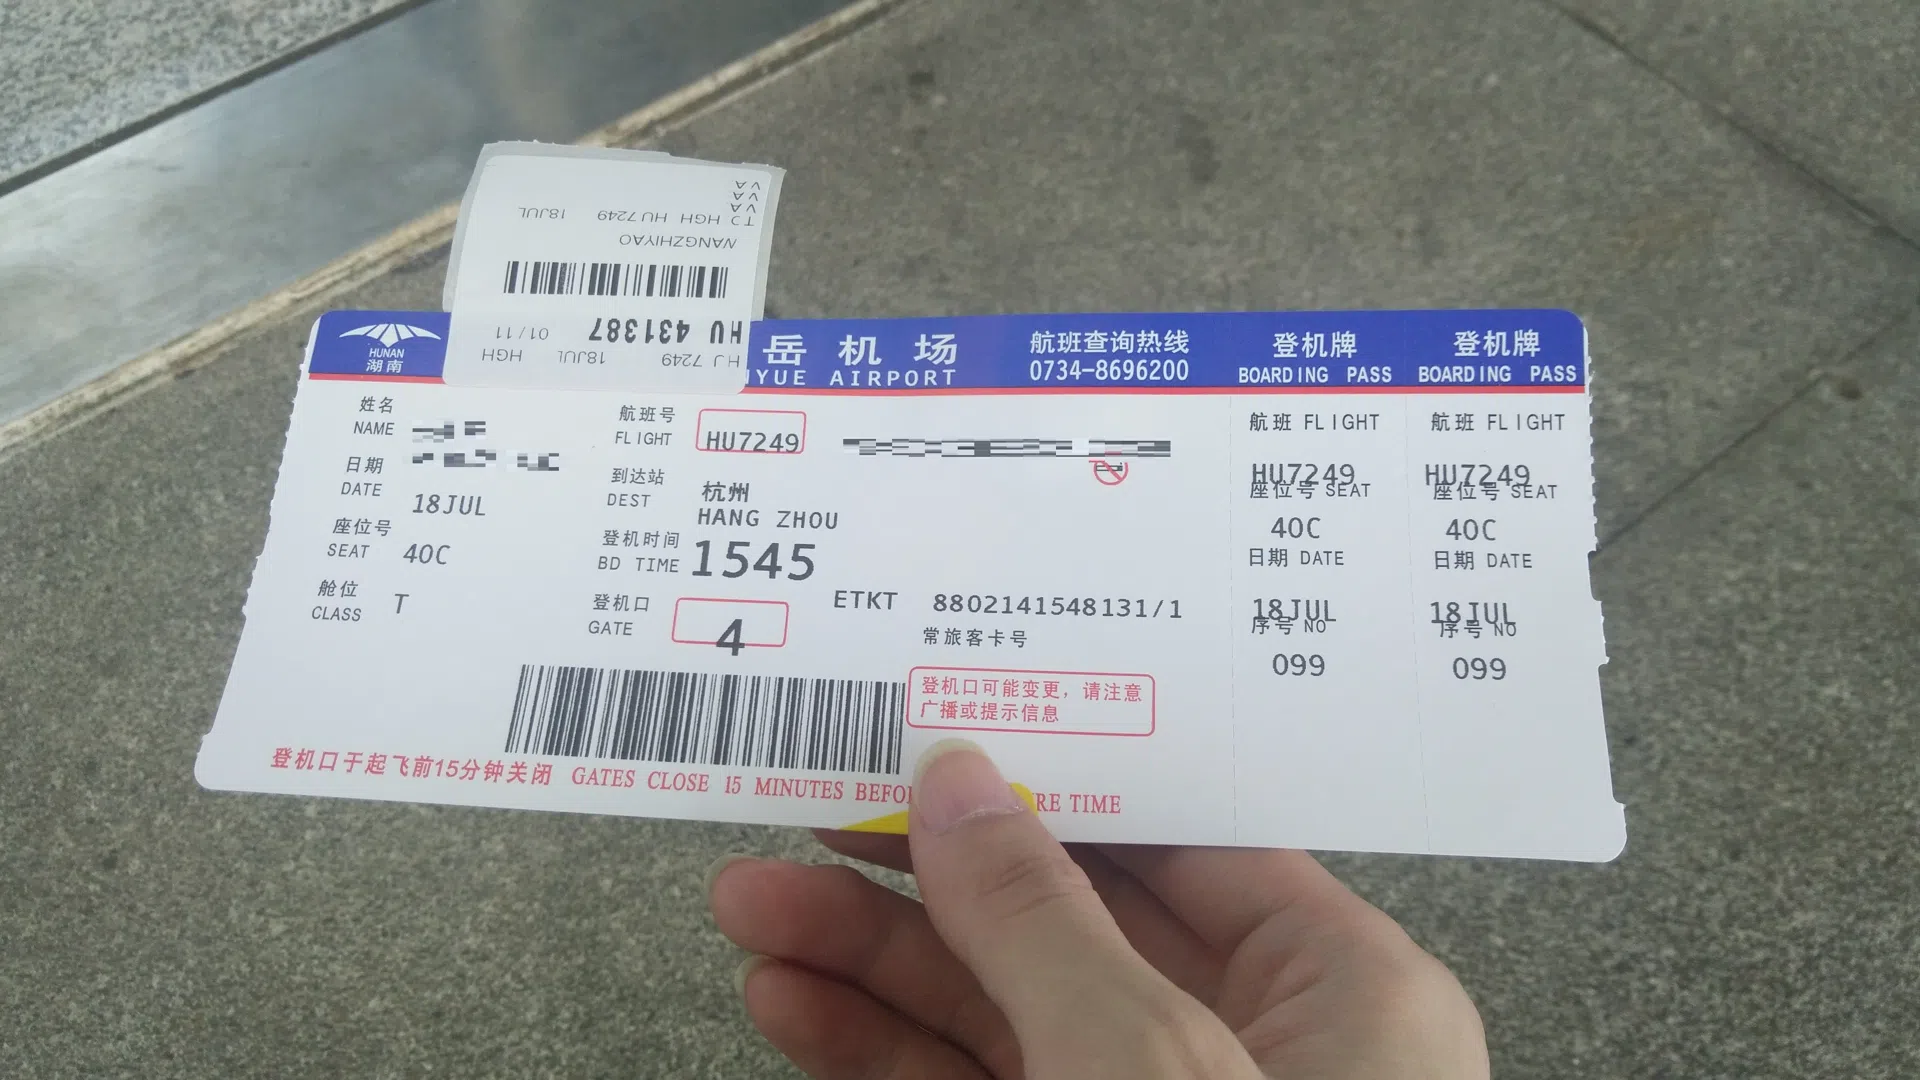 VA
VA
VA
TO HGH HU 7249 18JUL
WANGZHIYAO
HU 431387 01/11
7249 18JUL HGH
HUNAN
湖南
岳机场
YUE AIRPORT
航班查询热线
0734-8696200
登机牌
BOARDING PASS
登机牌
BOARDING PASS
姓名
NAME
日期
DATE 18JUL
座位号
SEAT 40C
舱位
CLASS T
航班号
FLIGHT HU7249
到达站
DEST
杭州
HANG ZHOU
登机时间
BD TIME 1545
登机口
GATE 4
ETKT 8802141548131/1
常旅客卡号
登机口可能变更，请注意
广播或提示信息
登机口于起飞前15分钟关闭 GATES CLOSE 15 MINUTES BEFO RE TIME
航班 FLIGHT
HU7249
座位号 SEAT
40C
日期 DATE
18JUL
序号 NO
099
航班 FLIGHT
HU7249
座位号 SEAT
40C
日期 DATE
18JUL
序号 NO
099